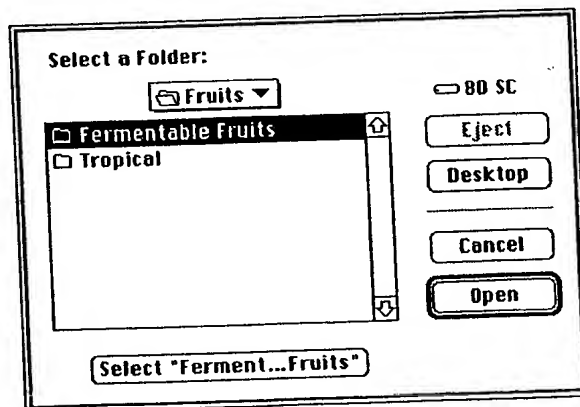 Select a Folder:
Fruits
80 SC
Fermentable Fruits
Tropical
Eject
Desktop
Cancel
Open
Select "Ferment...Fruits"